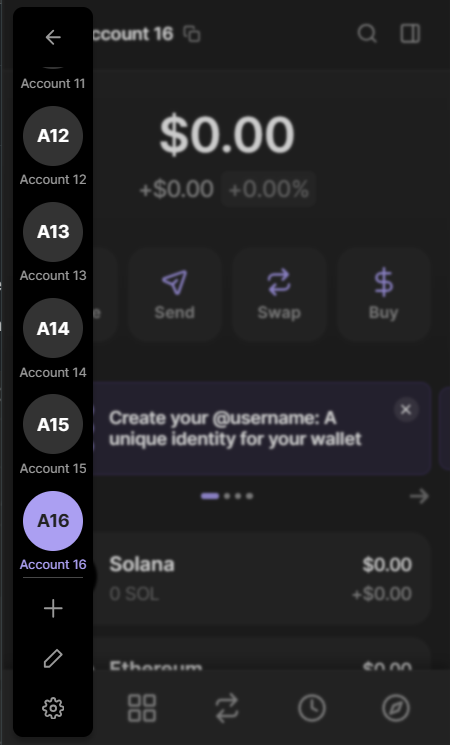 ccount 16
Account 11
A12
Account 12
A13
Account 13
A14
Account 14
A15
Account 15
A16
Account 16
$0.00
+$0.00 +0.00%
e
Send
Swap
Buy
Create your @username: A
unique identity for your wallet
Solana
$0.00
0 SOL
+$0.00
Ethereum
$0.00